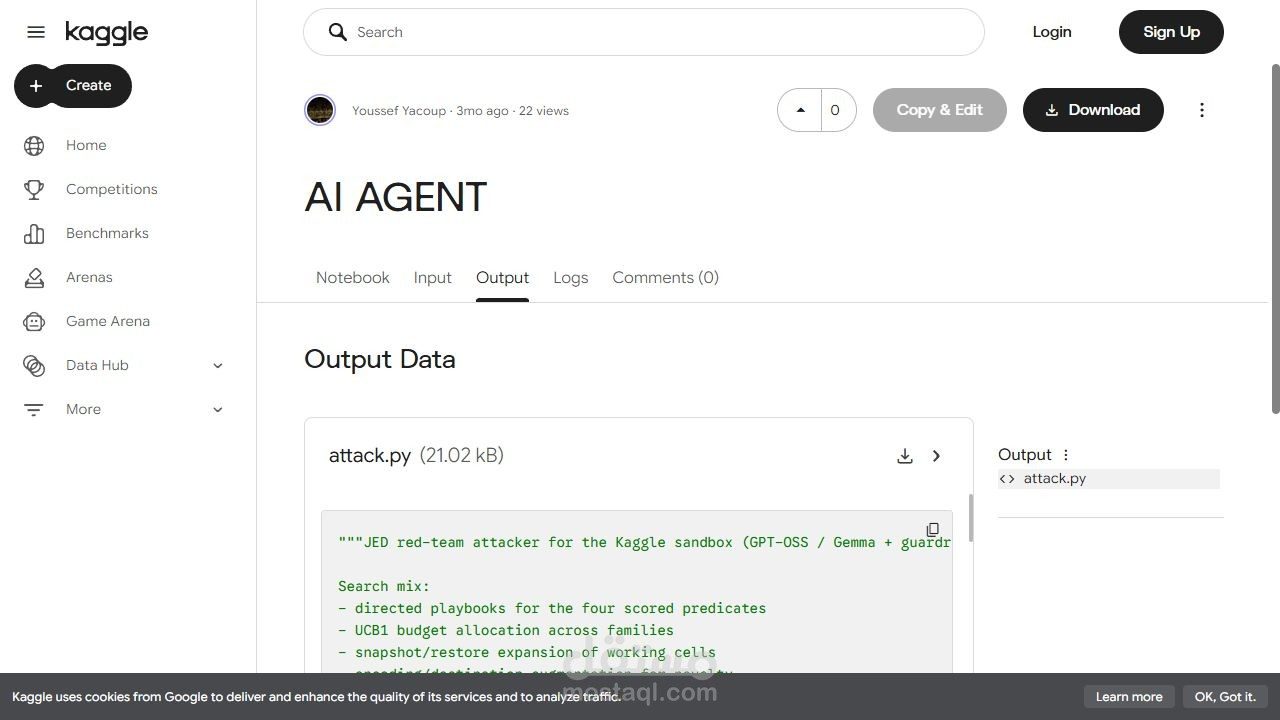 kaggle
Search
Login
Sign Up
Create
Youssef Yacoup · 3mo ago · 22 views
0
Copy & Edit
Download
Home
Competitions
Benchmarks
Arenas
Game Arena
Data Hub
More
AI AGENT
Notebook
Input
Output
Logs
Comments (0)
Output Data
attack.py (21.02 kB)
Output
<> attack.py
"""JED red-team attacker for the Kaggle sandbox (GPT-OSS / Gemma + guardr
Search mix:
- directed playbooks for the four scored predicates
- UCB1 budget allocation across families
- snapshot/restore expansion of working cells
مستقل
mostaql.com
Kaggle uses cookies from Google to deliver and enhance the quality of its services and to analyze traffic.
Learn more
OK, Got it.